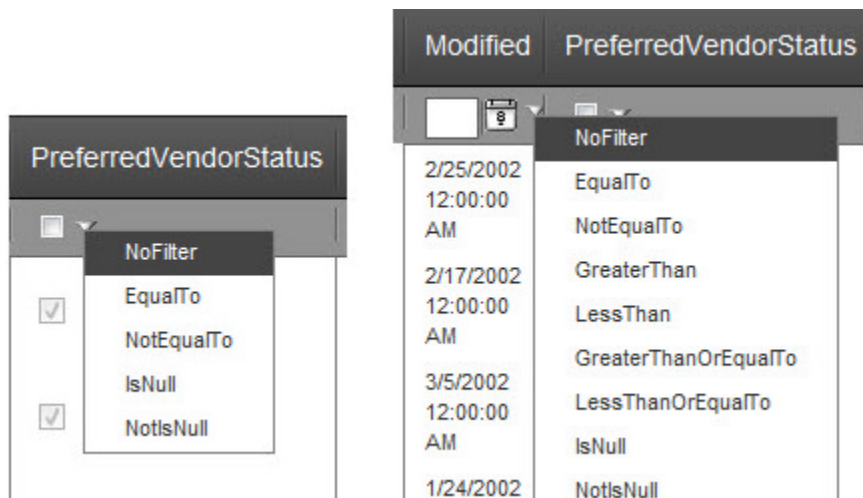 PreferredVendorStatus
NoFilter
EqualTo
NotEqualTo
IsNull
NotIsNull
Modified PreferredVendorStatus
8
2/25/2002
12:00:00
AM
2/17/2002
12:00:00
AM
3/5/2002
12:00:00
AM
1/24/2002
NoFilter
EqualTo
NotEqualTo
GreaterThan
LessThan
GreaterThanOrEqualTo
LessThanOrEqualTo
IsNull
NotIsNull